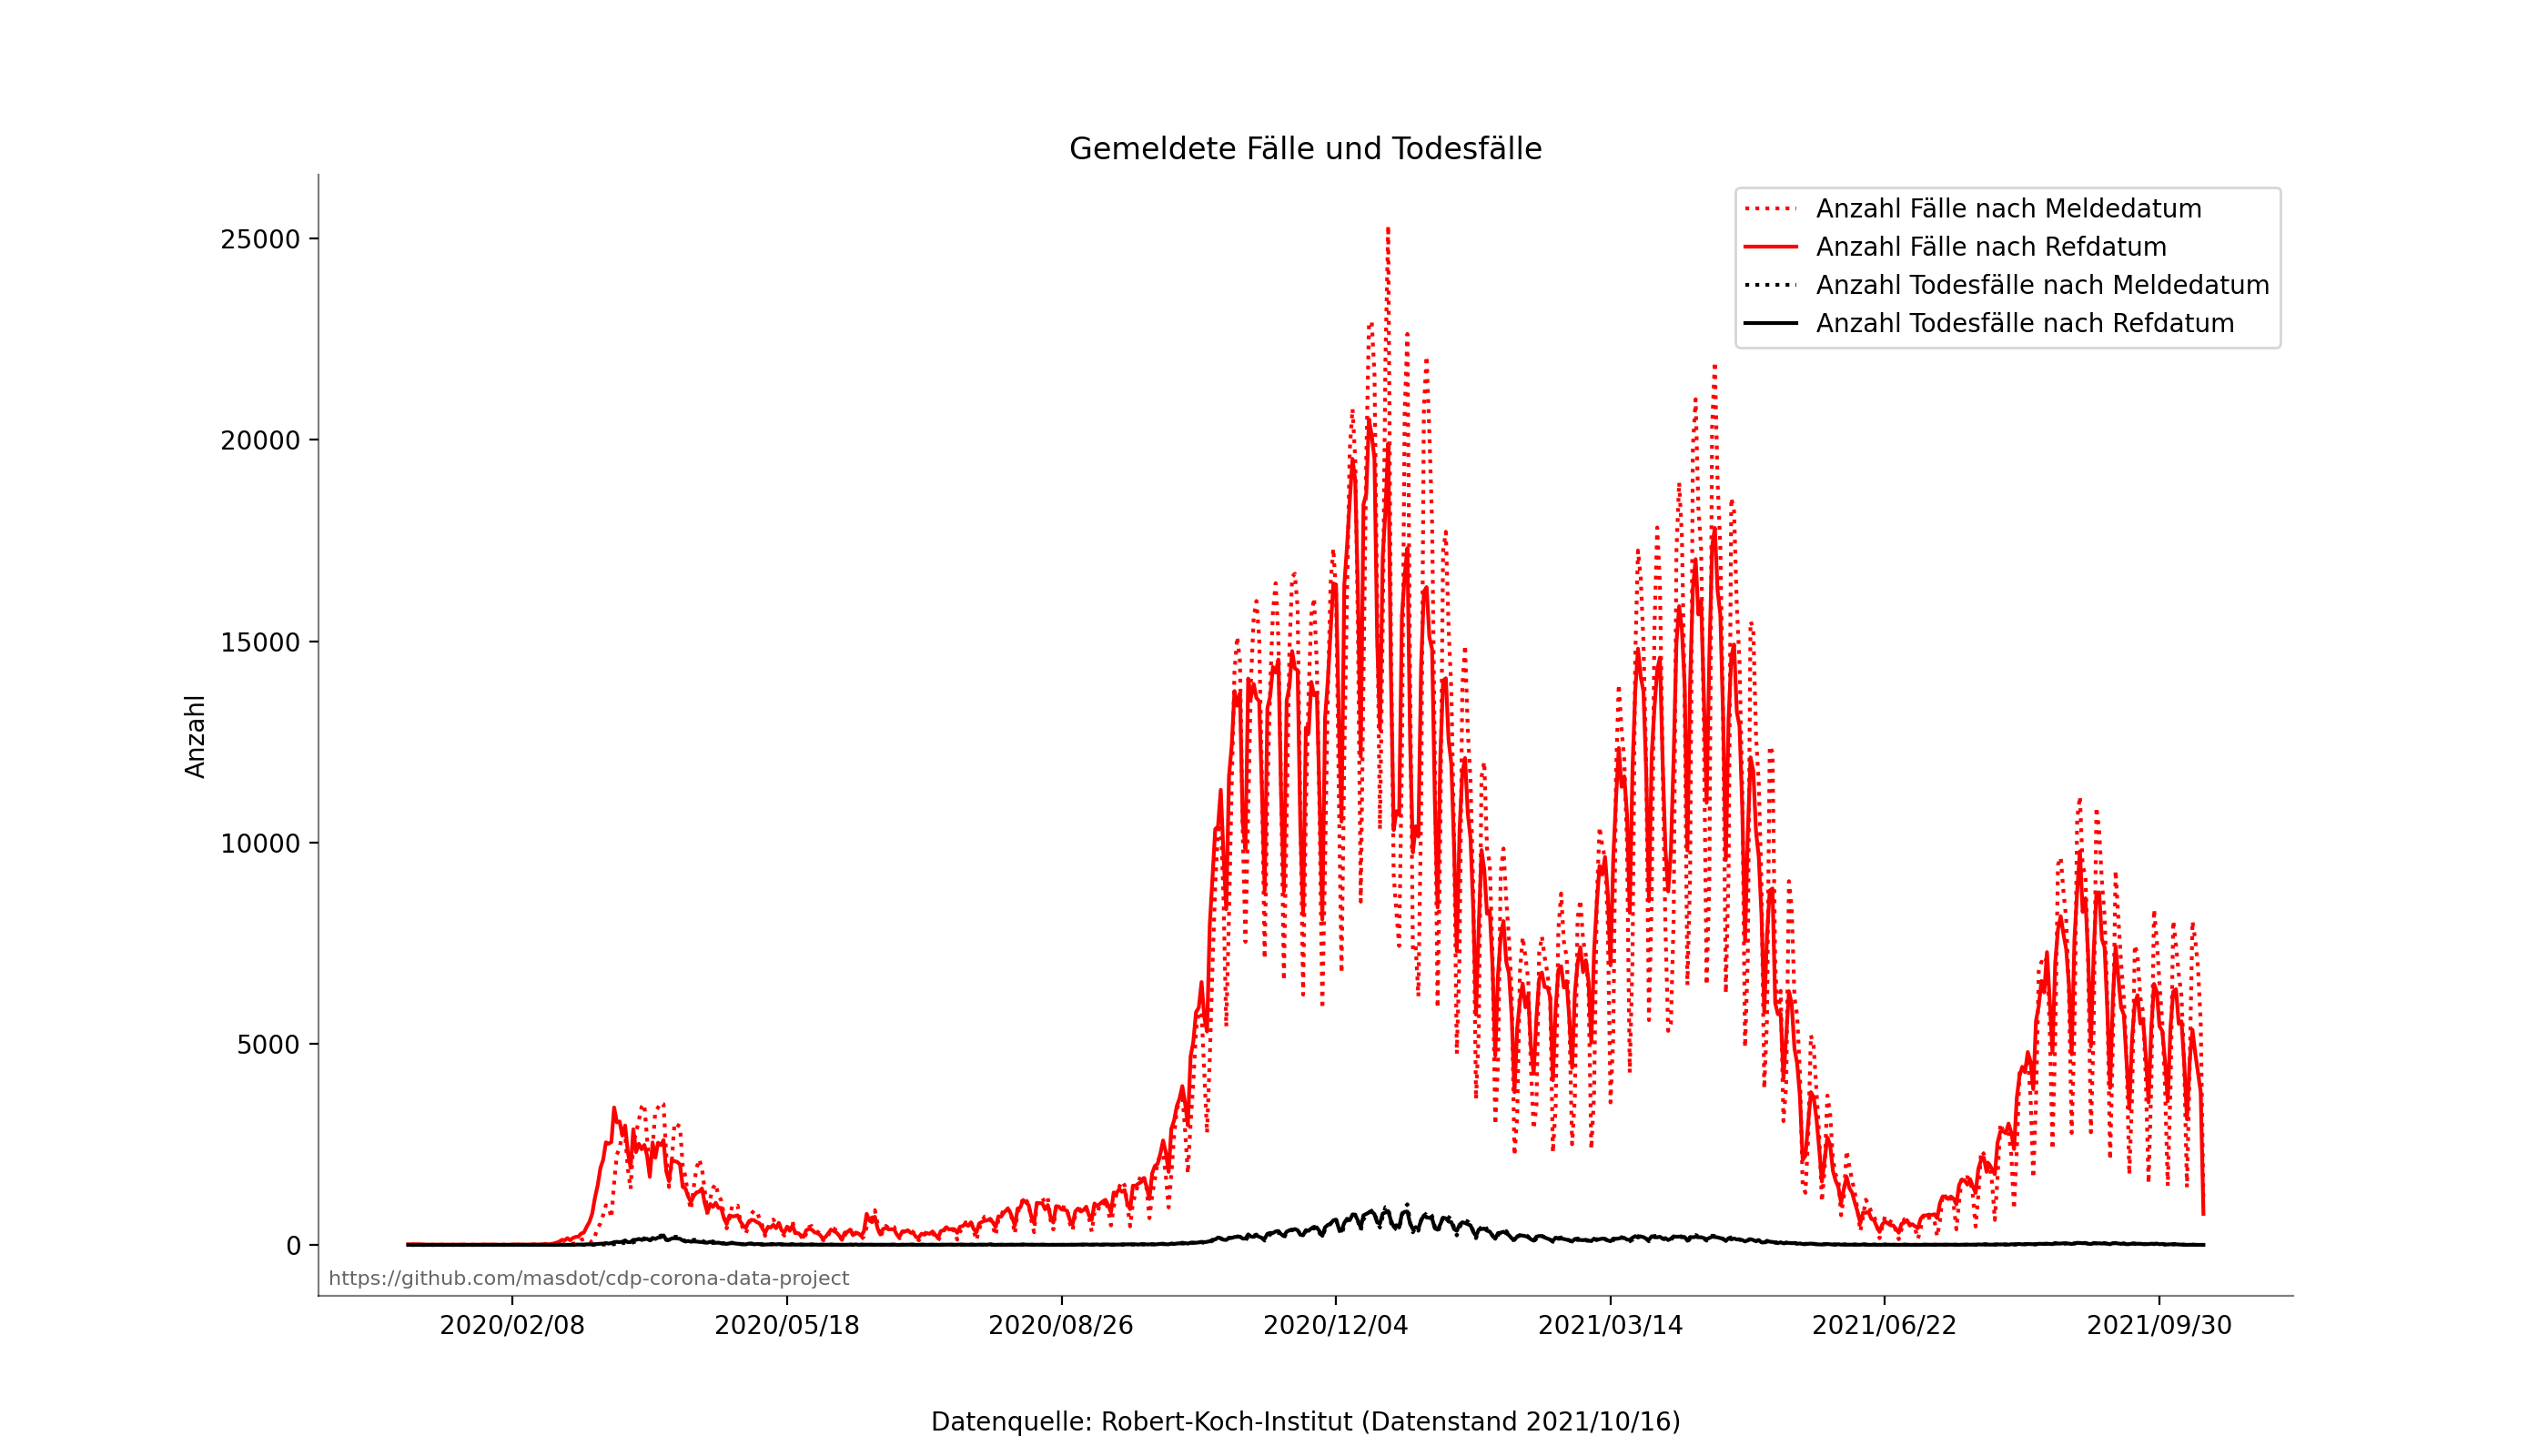 Gemeldete Fälle und Todesfälle
Anzahl Fälle nach Meldedatum
Anzahl Fälle nach Refdatum
Anzahl Todesfälle nach Meldedatum
Anzahl Todesfälle nach Refdatum
25000
20000
15000
10000
5000
0
Anzahl
https://github.com/masdot/cdp-corona-data-project
2020/02/08 2020/05/18 2020/08/26 2020/12/04 2021/03/14 2021/06/22 2021/09/30
Datenquelle: Robert-Koch-Institut (Datenstand 2021/10/16)